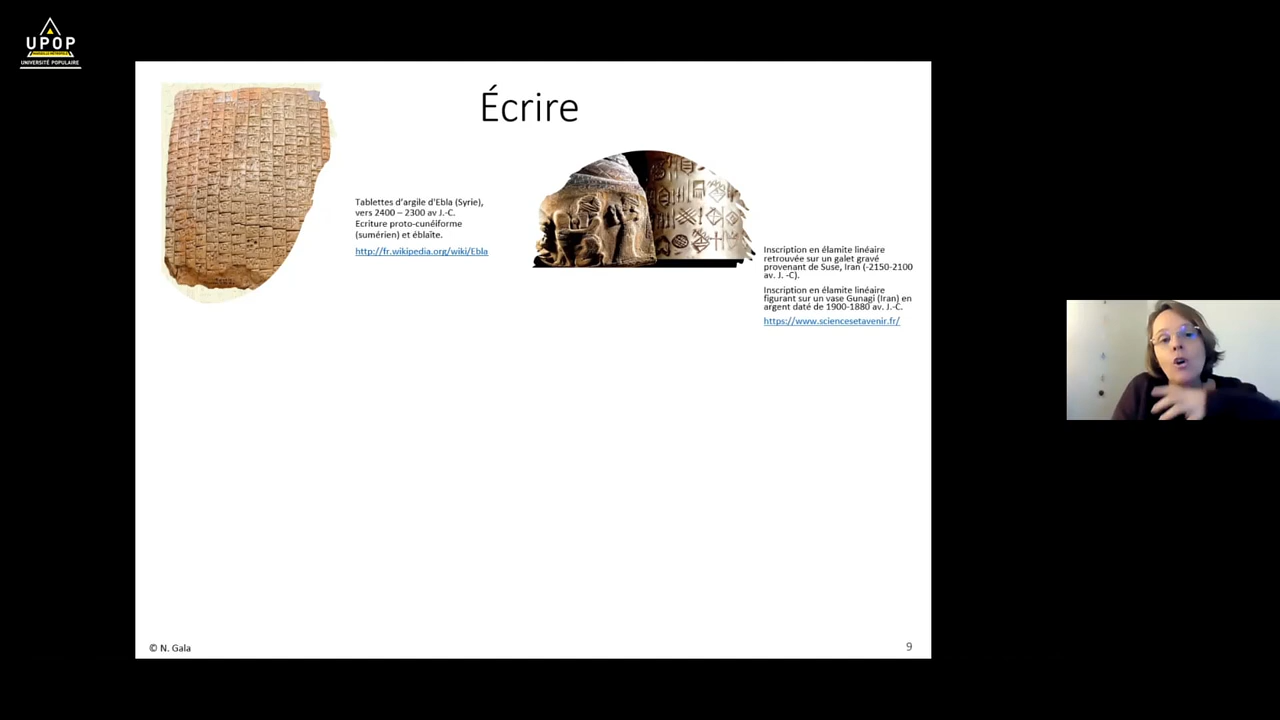 UPOP
UNIVERSITÉ POPULAIRE
Écrire
Tablettes d'argile d'Ebla (Syrie),
vers 2400 – 2300 av J.-C.
Ecriture proto-cunéiforme
(sumérien) et éblaïte.
http://fr.wikipedia.org/wiki/Ebla
Inscription en élamite linéaire
retrouvée sur un galet gravé
provenant de Suse, Iran (-2150-2100
av. J. -C).
Inscription en élamite linéaire
figurant sur un vase Gunagi (Iran) en
argent daté de 1900-1880 av. J.-C.
https://www.sciencesetavenir.fr/
© N. Gala
9